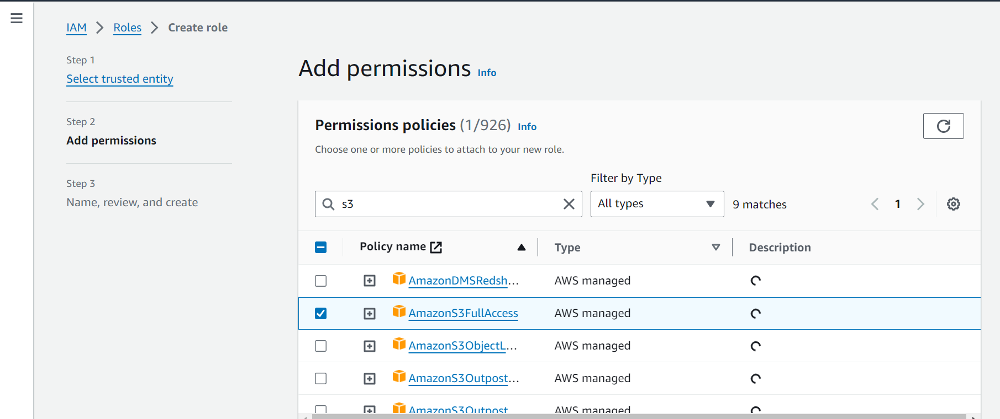 IAM > Roles > Create role
Step 1
Select trusted entity
Step 2
Add permissions
Step 3
Name, review, and create
Add permissions Info
Permissions policies (1/926) Info
Choose one or more policies to attach to your new role.
Filter by Type
s3
All types
9 matches
1
Policy name Type Description
AmazonDMSRedsh... AWS managed
AmazonS3FullAccess AWS managed
AmazonS3ObjectL... AWS managed
AmazonS3Outpost... AWS managed
AmazonS3Outpost AWS managed